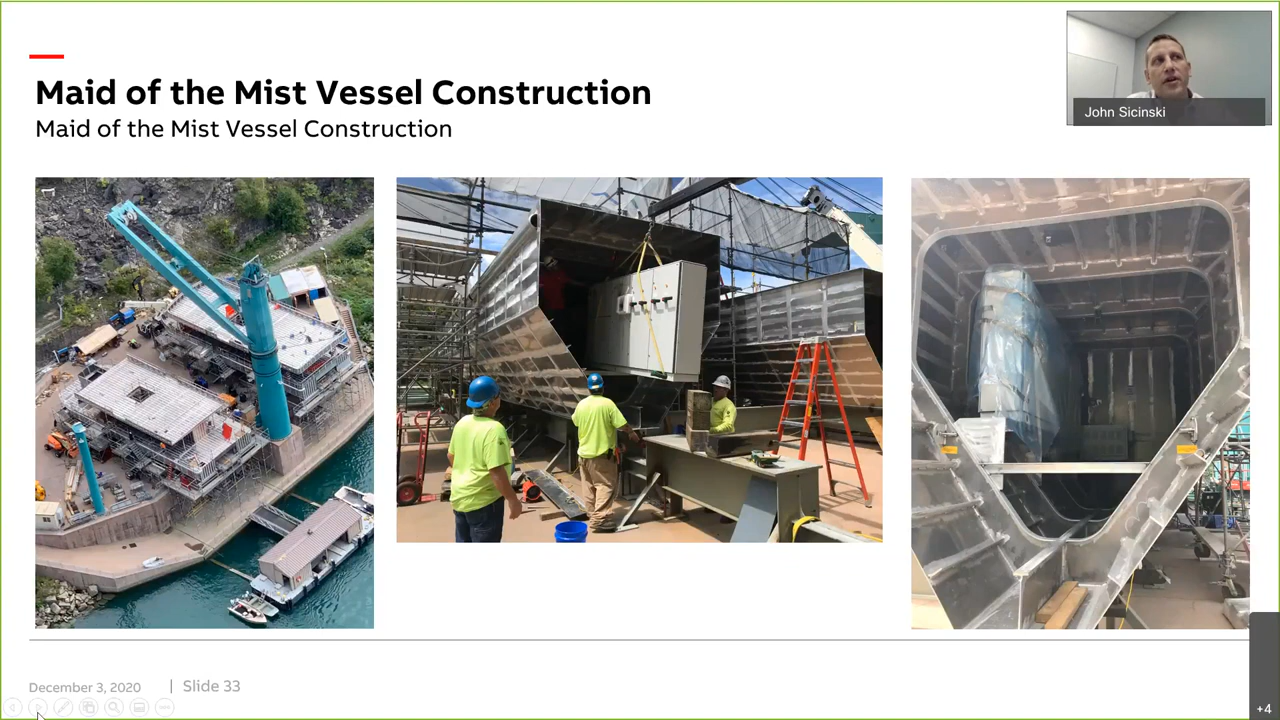 Maid of the Mist Vessel Construction
Maid of the Mist Vessel Construction
John Sicinski
December 3, 2020 | Slide 33
+4